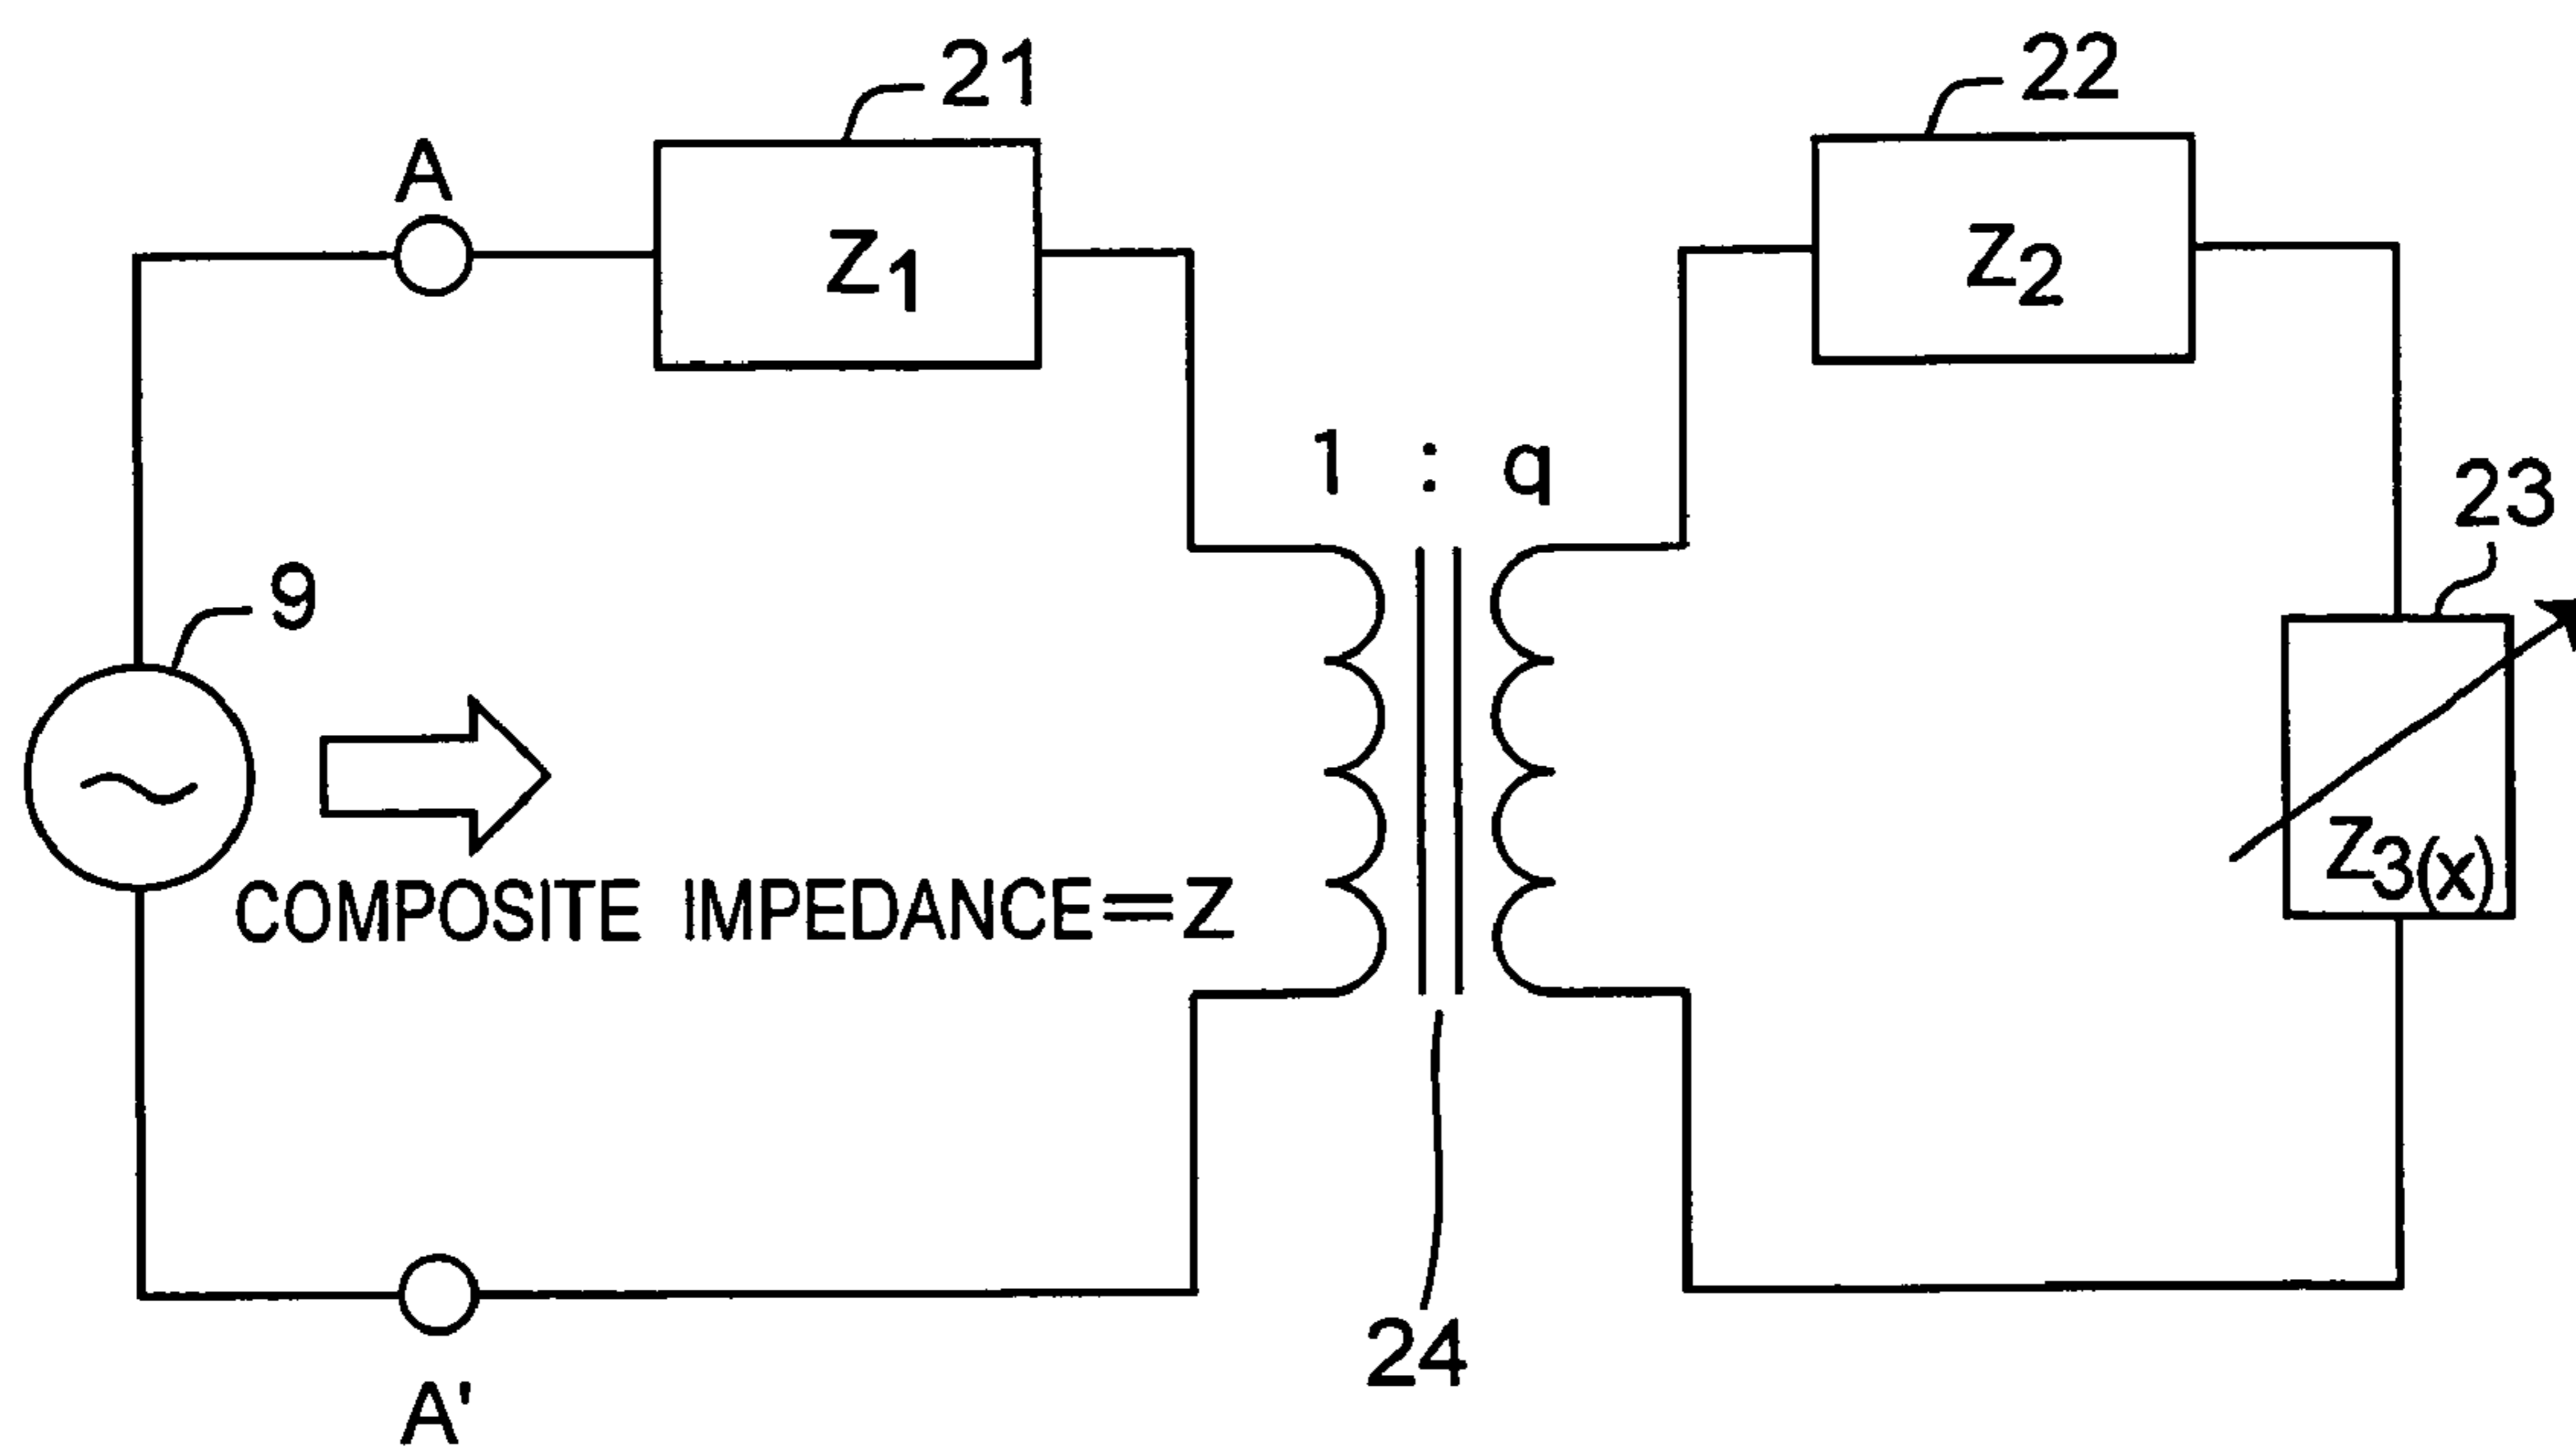 21
22
A
Z1
Z2
1 : q
23
9
Z3(x)
COMPOSITE IMPEDANCE=Z
24
A'